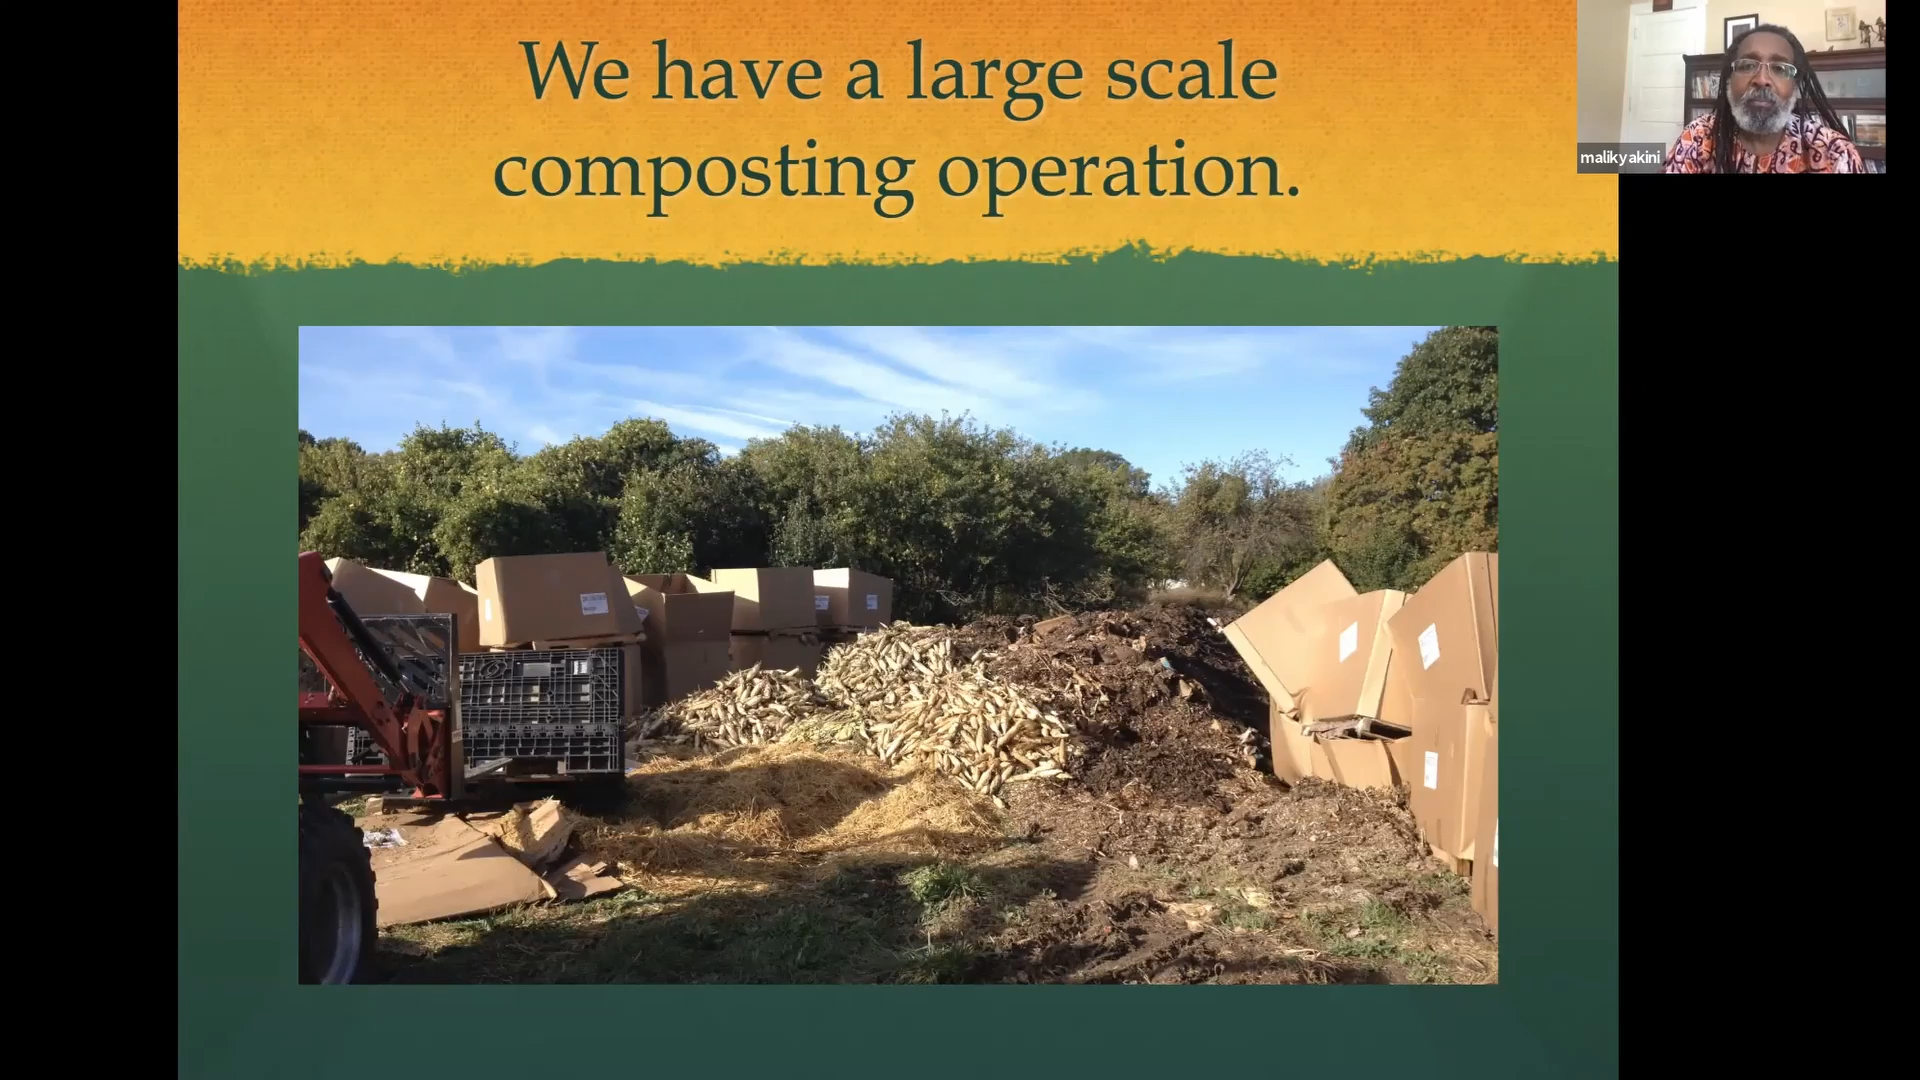 We have a large scale
composting operation.
malikyakini